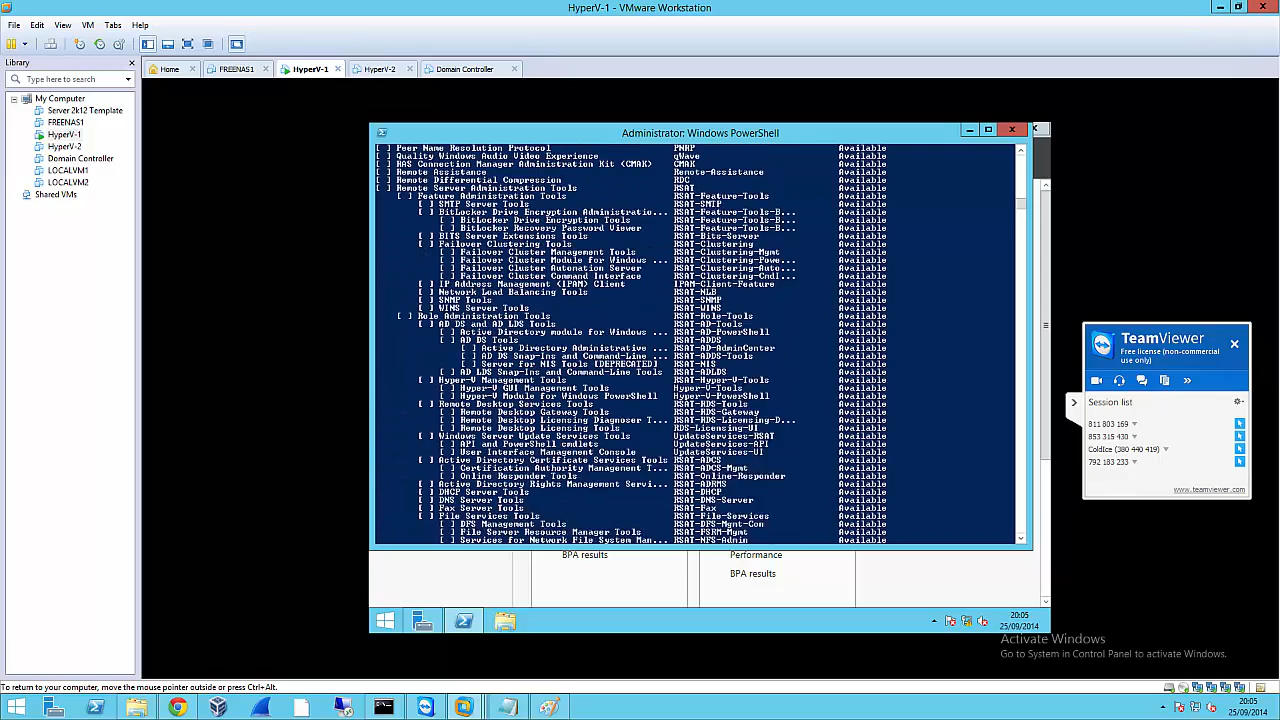 HyperV-1 - VMware Workstation
File Edit View VM Tabs Help
Library
Type here to search
My Computer
Server 2k12 Template
FREENAS1
HyperV-1
HyperV-2
Domain Controller
LOCALVM1
LOCALVM2
Shared VMs
Home FREENAS1 HyperV-1 HyperV-2 Domain Controller
Administrator: Windows PowerShell
[ ] Peer Name Resolution Protocol PNRP Available
[ ] Quality Windows Audio Video Experience qWave Available
[ ] RAS Connection Manager Administration Kit (CMAK) CMAK Available
[ ] Remote Assistance Remote-Assistance Available
[ ] Remote Differential Compression RDC Available
[ ] Remote Server Administration Tools RSAT Available
[ ] Feature Administration Tools RSAT-Feature-Tools Available
[ ] SMTP Server Tools RSAT-SMTP Available
[ ] BitLocker Drive Encryption Administratio... RSAT-Feature-Tools-B... Available
[ ] BitLocker Drive Encryption Tools RSAT-Feature-Tools-B... Available
[ ] BitLocker Recovery Password Viewer RSAT-Feature-Tools-B... Available
[ ] BITS Server Extensions Tools RSAT-Bits-Server Available
[ ] Failover Clustering Tools RSAT-Clustering Available
[ ] Failover Cluster Management Tools RSAT-Clustering-Mgmt Available
[ ] Failover Cluster Module for Windows ... RSAT-Clustering-Powe... Available
[ ] Failover Cluster Automation Server RSAT-Clustering-Auto... Available
[ ] Failover Cluster Command Interface RSAT-Clustering-CmdI... Available
[ ] IP Address Management (IPAM) Client IPAM-Client-Feature Available
[ ] Network Load Balancing Tools RSAT-NLB Available
[ ] SNMP Tools RSAT-SNMP Available
[ ] WINS Server Tools RSAT-WINS Available
[ ] Role Administration Tools RSAT-Role-Tools Available
[ ] AD DS and AD LDS Tools RSAT-AD-Tools Available
[ ] Active Directory module for Windows ... RSAT-AD-PowerShell Available
[ ] AD DS Tools RSAT-ADDS Available
[ ] Active Directory Administrative ... RSAT-AD-AdminCenter Available
[ ] AD DS Snap-Ins and Command-Line ... RSAT-ADDS-Tools Available
[ ] Server for NIS Tools [DEPRECATED] RSAT-NIS Available
[ ] AD LDS Snap-Ins and Command-Line Tools RSAT-ADLDS Available
[ ] Hyper-V Management Tools RSAT-Hyper-V-Tools Available
[ ] Hyper-V GUI Management Tools Hyper-V-Tools Available
[ ] Hyper-V Module for Windows PowerShell Hyper-V-PowerShell Available
[ ] Remote Desktop Services Tools RSAT-RDS-Tools Available
[ ] Remote Desktop Gateway Tools RSAT-RDS-Gateway Available
[ ] Remote Desktop Licensing Diagnoser T... RSAT-RDS-Licensing-D... Available
[ ] Remote Desktop Licensing Tools RDS-Licensing-UI Available
[ ] Windows Server Update Services Tools UpdateServices-RSAT Available
[ ] API and PowerShell cmdlets UpdateServices-API Available
[ ] User Interface Management Console UpdateServices-UI Available
[ ] Active Directory Certificate Services Tools RSAT-ADCS Available
[ ] Certification Authority Management T... RSAT-ADCS-Mgmt Available
[ ] Online Responder Tools RSAT-Online-Responder Available
[ ] Active Directory Rights Management Servi... RSAT-ADRMS Available
[ ] DHCP Server Tools RSAT-DHCP Available
[ ] DNS Server Tools RSAT-DNS-Server Available
[ ] Fax Server Tools RSAT-Fax Available
[ ] File Services Tools RSAT-File-Services Available
[ ] DFS Management Tools RSAT-DFS-Mgmt-Con Available
[ ] File Server Resource Manager Tools RSAT-FSRM-Mgmt Available
[ ] Services for Network File System Man... RSAT-NFS-Admin Available
BPA results
Performance
BPA results
20:05
25/09/2014
TeamViewer
Free license (non-commercial
use only)
Session list
811 803 169
853 315 430
ColdIce (380 440 419)
792 183 233
www.teamviewer.com
Activate Windows
Go to System in Control Panel to activate Windows.
To return to your computer, move the mouse pointer outside or press Ctrl+Alt.
20:05
25/09/2014